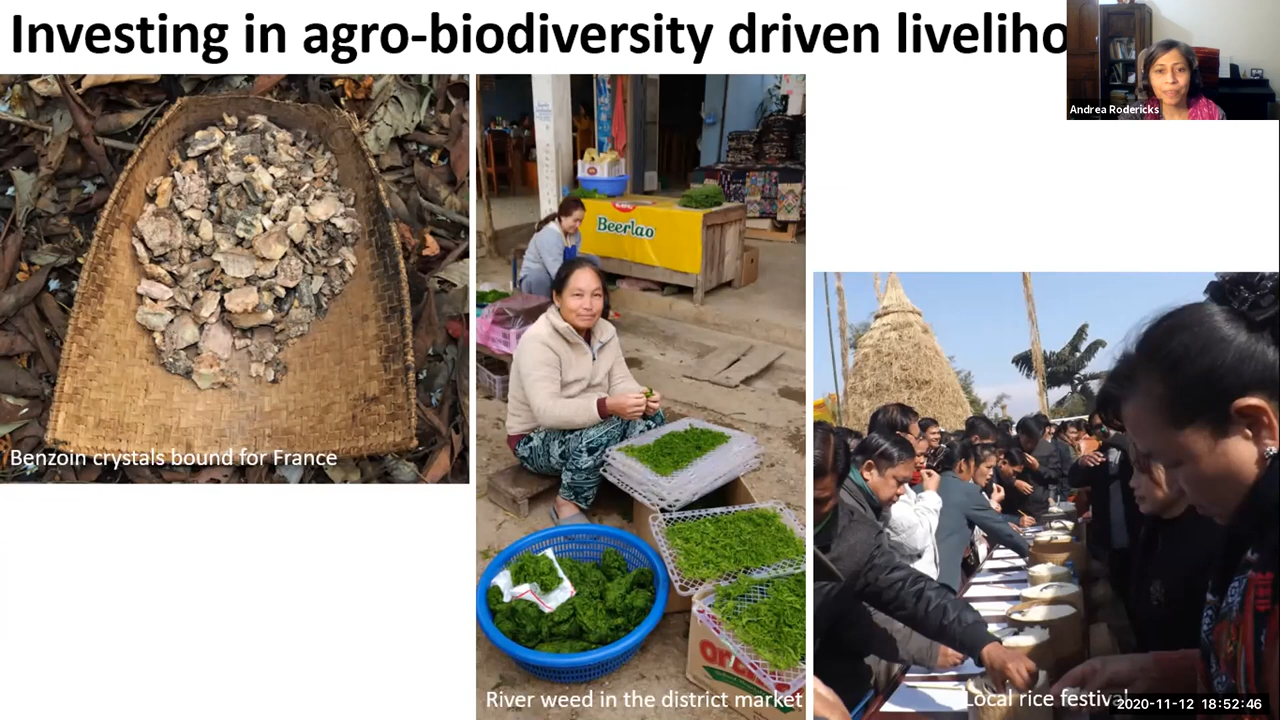 Investing in agro-biodiversity driven liveliho
Andrea Rodericks
Beerlao
Benzoin crystals bound for France
River weed in the district market
Local rice festival
2020-11-12 18:52:46